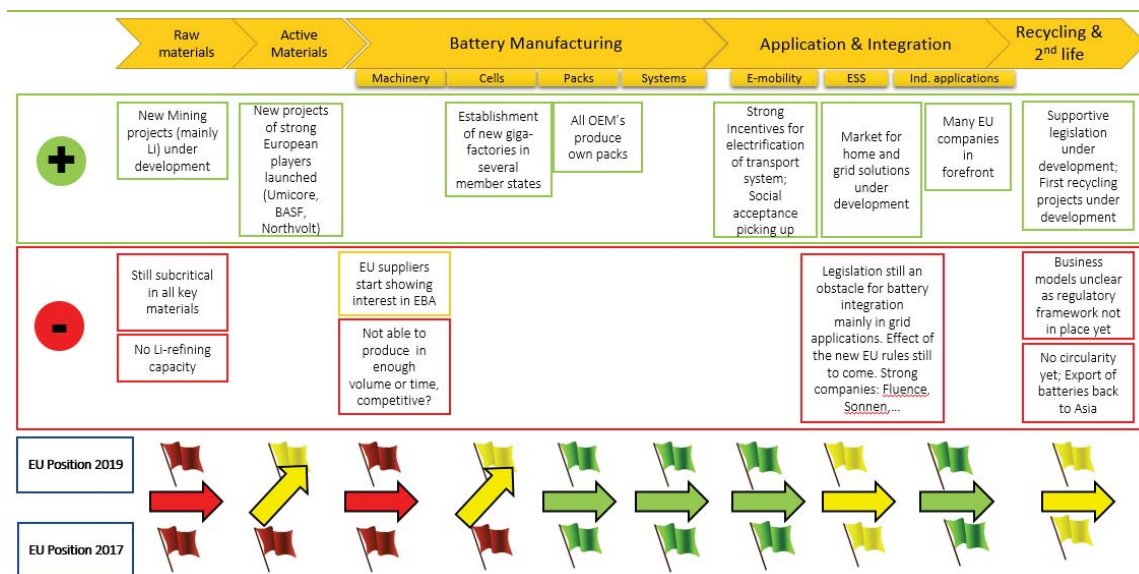 Raw
materials
Active
Materials
Battery Manufacturing
Application & Integration
Recycling &
2nd life
Machinery
Cells
Packs
Systems
E-mobility
ESS
Ind. applications
+
New Mining
projects (mainly
Li) under
development
New projects
of strong
European
players
launched
(Umicore,
BASF,
Northvolt)
Establishment
of new giga-
factories in
several
member states
All OEM´s
produce
own packs
Strong
Incentives for
electrification
of transport
system;
Social
acceptance
picking up
Market for
home and
grid solutions
under
development
Many EU
companies
in
forefront
Supportive
legislation
under
development;
First recycling
projects under
development
-
Still subcritical
in all key
materials
No Li-refining
capacity
EU suppliers
start showing
interest in EBA
Not able to
produce in
enough
volume or time,
competitive?
Legislation still an
obstacle for battery
integration
mainly in grid
applications. Effect of
the new EU rules still
to come. Strong
companies: Fluence,
Sonnen,...
Business
models unclear
as regulatory
framework not
in place yet
No circularity
yet; Export of
batteries back
to Asia
EU Position 2019
EU Position 2017